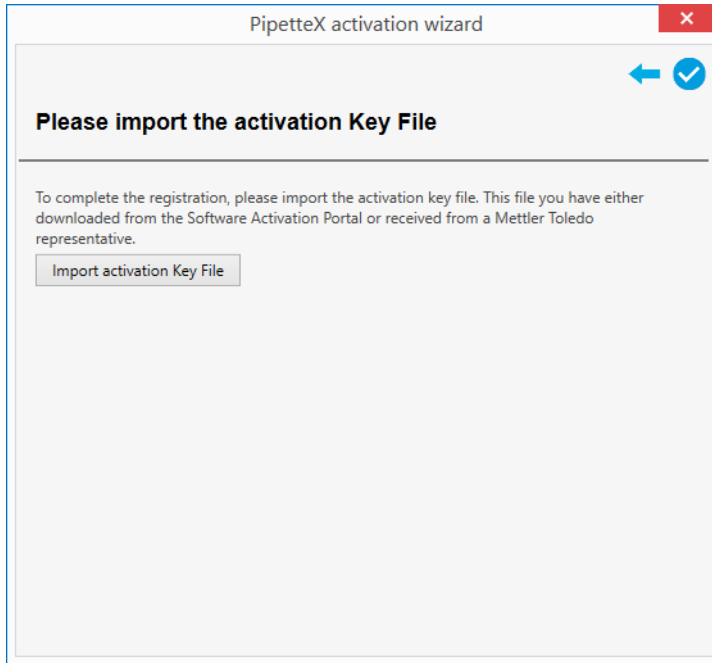 PipetteX activation wizard
Please import the activation Key File
To complete the registration, please import the activation key file. This file you have either
downloaded from the Software Activation Portal or received from a Mettler Toledo
representative.
Import activation Key File